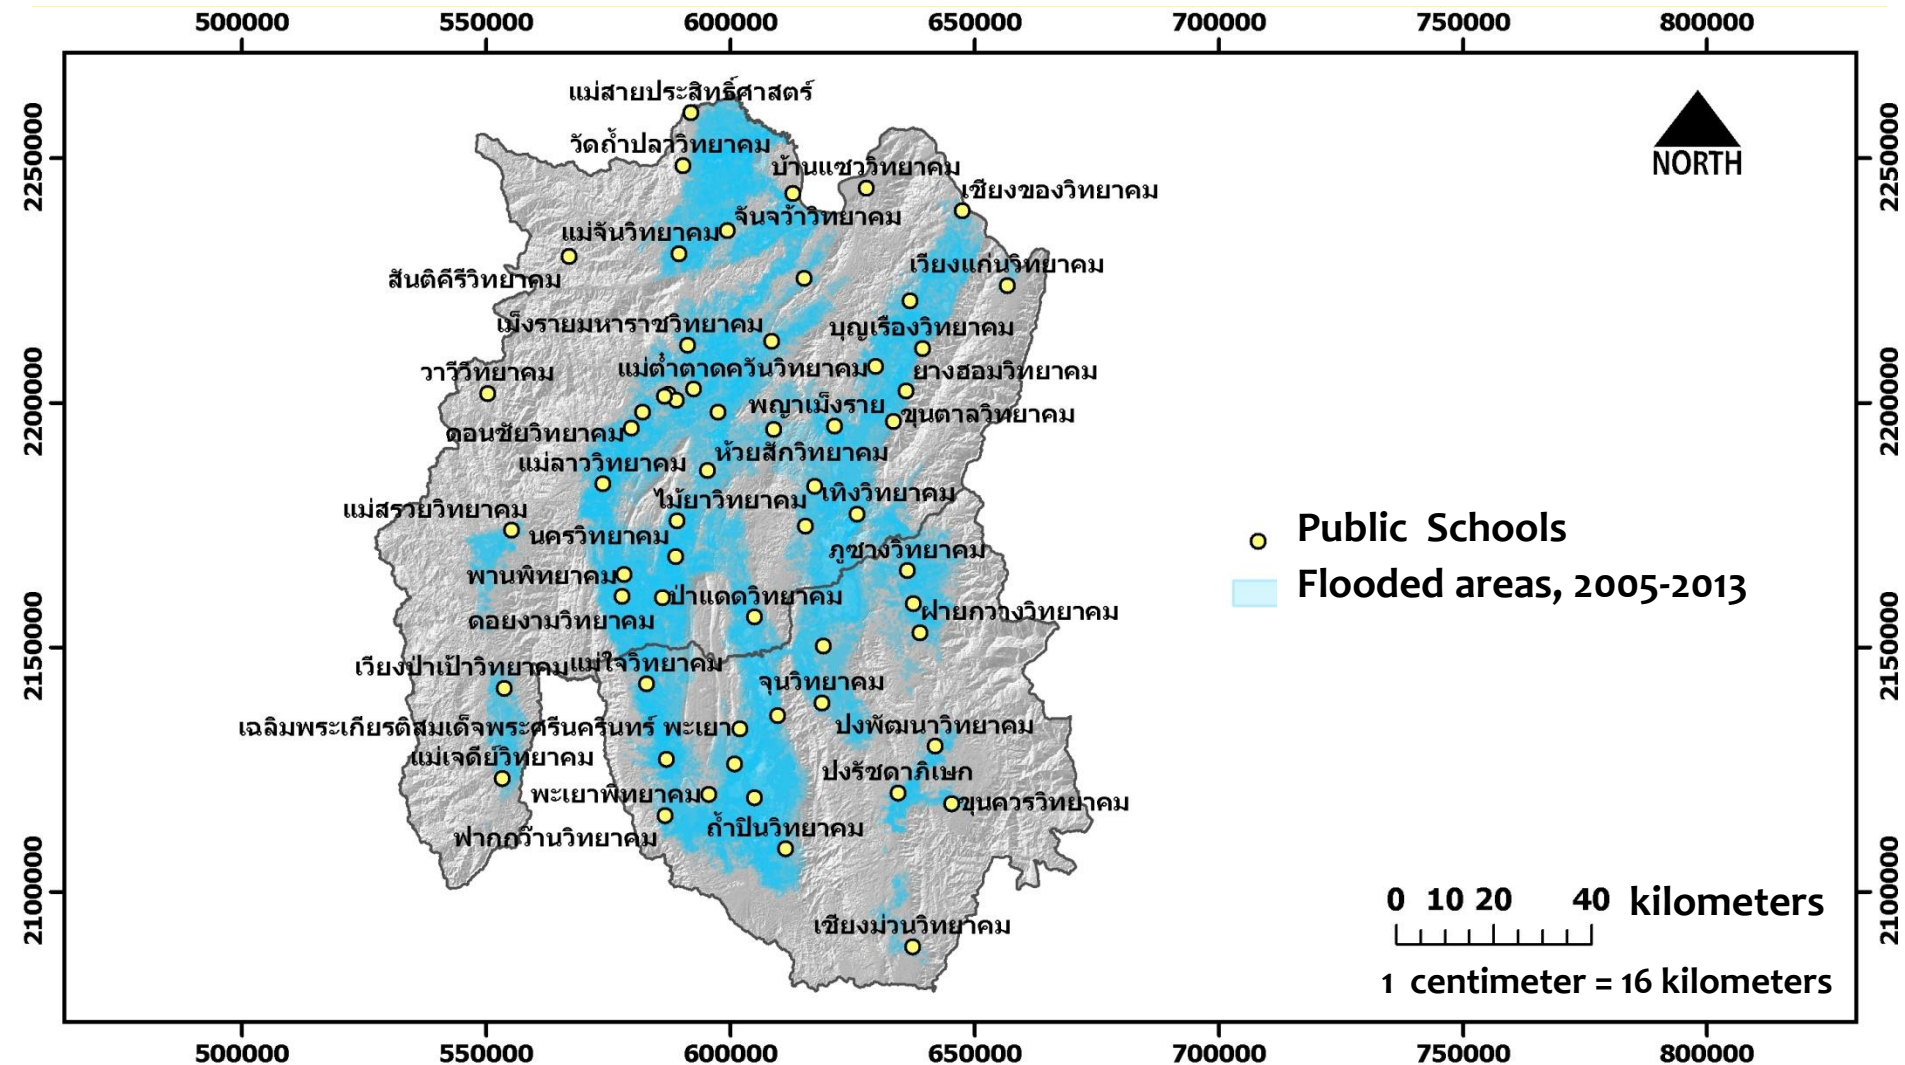 500000 550000 600000 650000 700000 750000 800000
แม่สายประสิทธิ์ศาสตร์
2250000
2250000
วัดถ้ำปลาวิทยาคม
NORTH
บ้านแซววิทยาคม
เชียงของวิทยาคม
จันจว้าวิทยาคม
แม่จันวิทยาคม
เวียงแก่นวิทยาคม
สันติคีรีวิทยาคม
เม็งรายมหาราชวิทยาคม
บุญเรืองวิทยาคม
2200000
2200000
แม่ต๋ำตาดควันวิทยาคม
ยางฮอมวิทยาคม
วาวีวิทยาคม
พญาเม็งราย
ขุนตาลวิทยาคม
ดอนชัยวิทยาคม
ห้วยสักวิทยาคม
แม่ลาววิทยาคม
ไม้ยาวิทยาคม
เทิงวิทยาคม
แม่สรวยวิทยาคม
Public Schools
นครวิทยาคม
ภูซางวิทยาคม
พานพิทยาคม
Flooded areas, 2005-2013
ป่าแดดวิทยาคม
ฝายกวางวิทยาคม
ดอยงามวิทยาคม
2150000
2150000
เวียงป่าเป้าวิทยาคม
แม่ใจวิทยาคม
จุนวิทยาคม
เฉลิมพระเกียรติสมเด็จพระศรีนครินทร์ พะเยา
ปงพัฒนาวิทยาคม
แม่เจดีย์วิทยาคม
ปงรัชดาภิเษก
พะเยาพิทยาคม
ขุนควรวิทยาคม
ถ้ำปินวิทยาคม
ฟากกว๊านวิทยาคม
2100000
2100000
0 10 20 40 kilometers
เชียงม่วนวิทยาคม
1 centimeter = 16 kilometers
500000 550000 600000 650000 700000 750000 800000